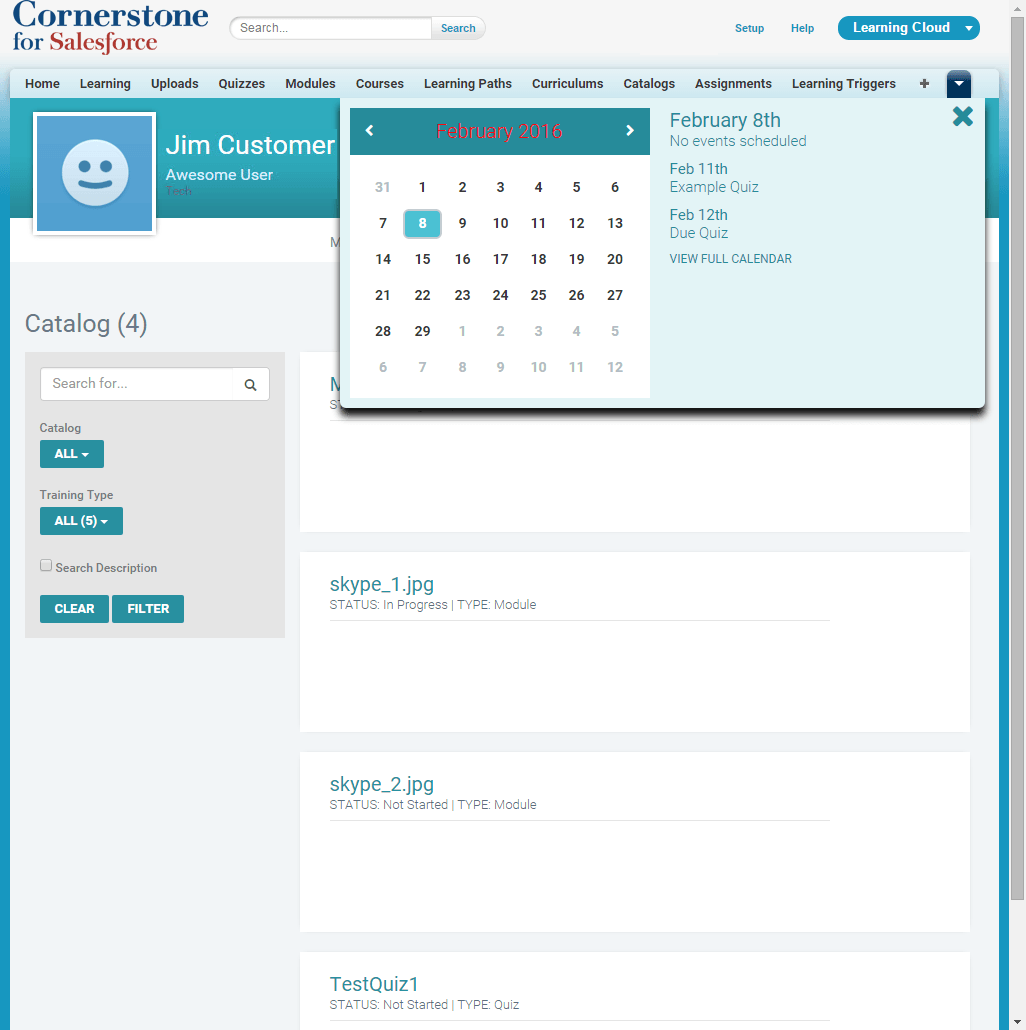 Cornerstone
for Salesforce
Search...
Search
Setup
Help
Learning Cloud
Home Learning Uploads Quizzes Modules Courses Learning Paths Curriculums Catalogs Assignments Learning Triggers +
Jim Customer
Awesome User
Tech
M
February 2016
31 1 2 3 4 5 6
7 8 9 10 11 12 13
14 15 16 17 18 19 20
21 22 23 24 25 26 27
28 29 1 2 3 4 5
6 7 8 9 10 11 12
February 8th
No events scheduled
Feb 11th
Example Quiz
Feb 12th
Due Quiz
VIEW FULL CALENDAR
Catalog (4)
Search for...
Catalog
ALL
Training Type
ALL (5)
Search Description
CLEAR FILTER
skype_1.jpg
STATUS: In Progress | TYPE: Module
skype_2.jpg
STATUS: Not Started | TYPE: Module
TestQuiz1
STATUS: Not Started | TYPE: Quiz